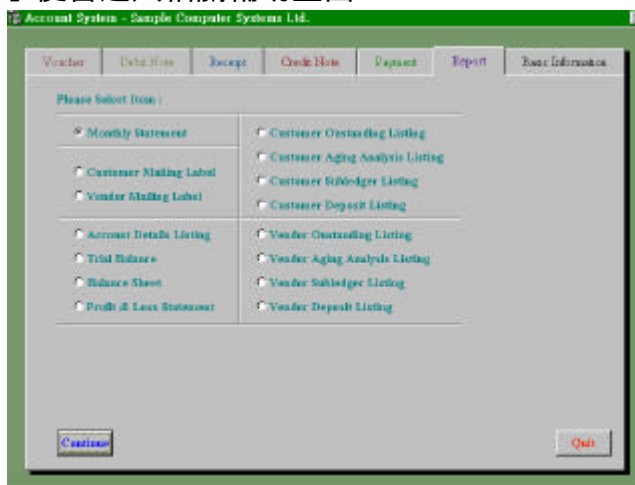 Account System - Sample Computer Systems Ltd.
Voucher Debit Note Receipt Credit Note Payment Report Basic Information
Please Select Item :
Monthly Statement
Customer Mailing Label
Vendor Mailing Label
Account Details Listing
Trial Balance
Balance Sheet
Profit & Loss Statement
Customer Oustanding Listing
Customer Aging Analysis Listing
Customer Subledger Listing
Customer Deposit Listing
Vendor Oustanding Listing
Vendor Aging Analysis Listing
Vendor Subledger Listing
Vendor Deposit Listing
Continue
Quit